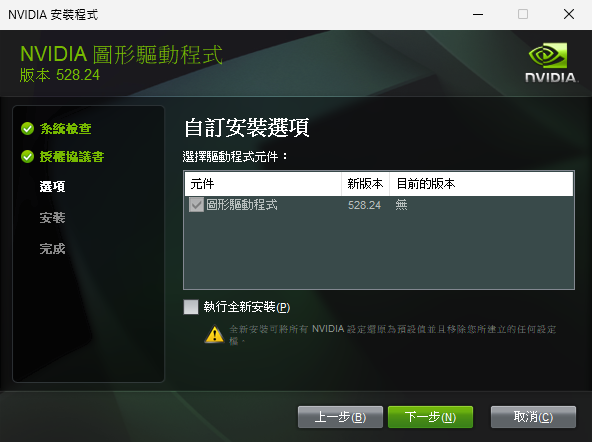 NVIDIA 安裝程式
NVIDIA 圖形驅動程式
版本 528.24
NVIDIA
系統檢查
授權協議書
選項
安裝
完成
自訂安裝選項
選擇驅動程式元件：
元件 新版本 目前的版本
圖形驅動程式 528.24 無
執行全新安裝(P)
全新安裝可將所有 NVIDIA 設定還原為預設值並且移除您所建立的任何設定
檔。
上一步(B) 下一步(N) 取消(C)